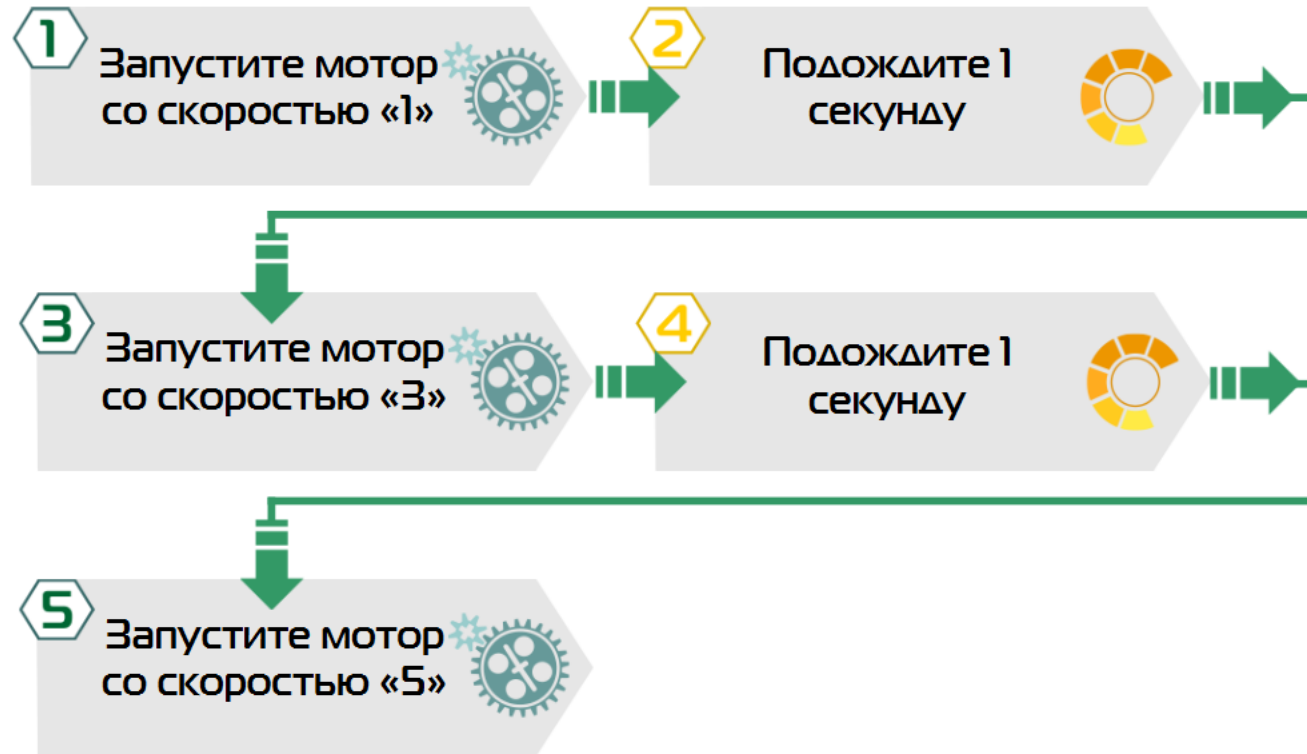 1
Запустите мотор
со скоростью «1»
2
Подождите 1
секунду
3
Запустите мотор
со скоростью «3»
4
Подождите 1
секунду
5
Запустите мотор
со скоростью «5»